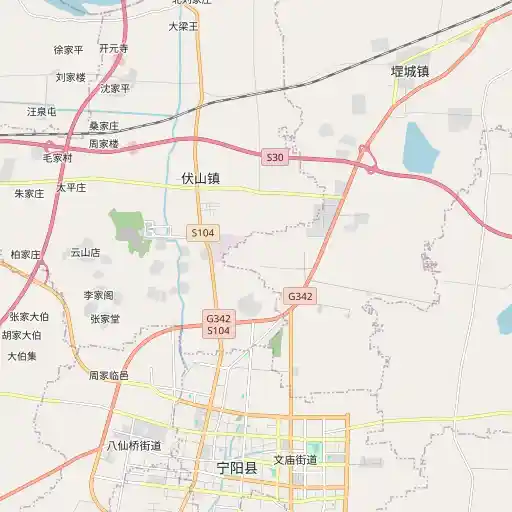 北刘家庄
大梁王
徐家平
开元寺
堽城镇
刘家楼
沈家平
汪泉屯
桑家庄
周家楼
毛家村
S30
伏山镇
朱家庄
太平庄
S104
柏家庄
云山店
李家阁
G342
张家大伯
张家堂
G342
S104
胡家大伯
大伯集
周家临邑
八仙桥街道
文庙街道
宁阳县